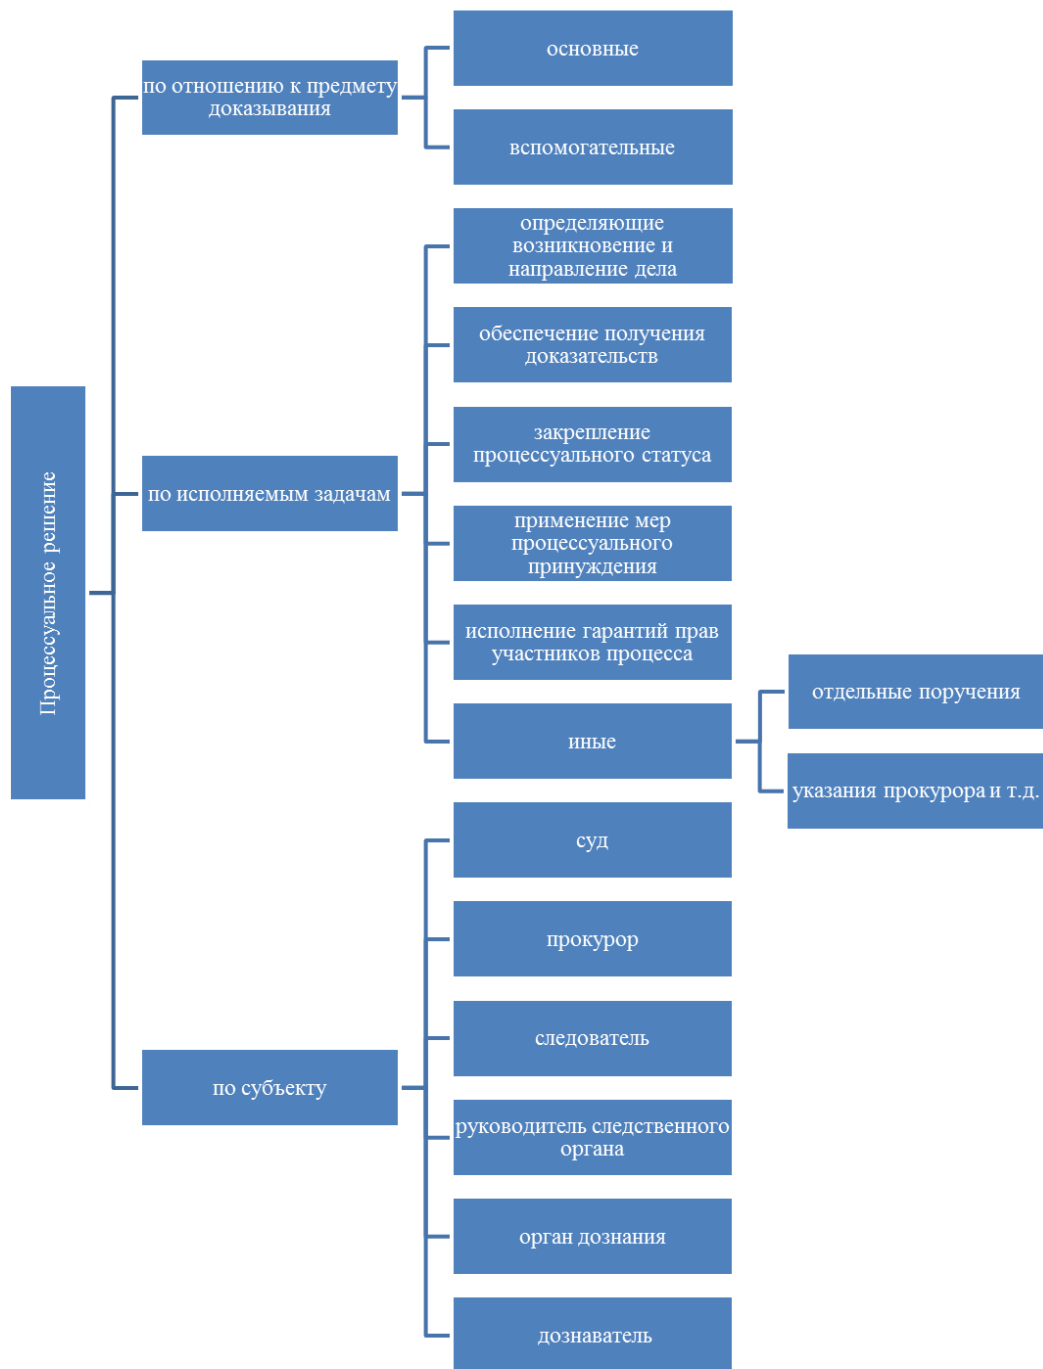 Процессуальное решение
по отношению к предмету
доказывания
основные
вспомогательные
по исполняемым задачам
определяющие
возникновение и
направление дела
обеспечение получения
доказательств
закрепление
процессуального статуса
применение мер
процессуального
принуждения
исполнение гарантий прав
участников процесса
иные
отдельные поручения
указания прокурора и т.д.
по субъекту
суд
прокурор
следователь
руководитель следственного
органа
орган дознания
дознаватель